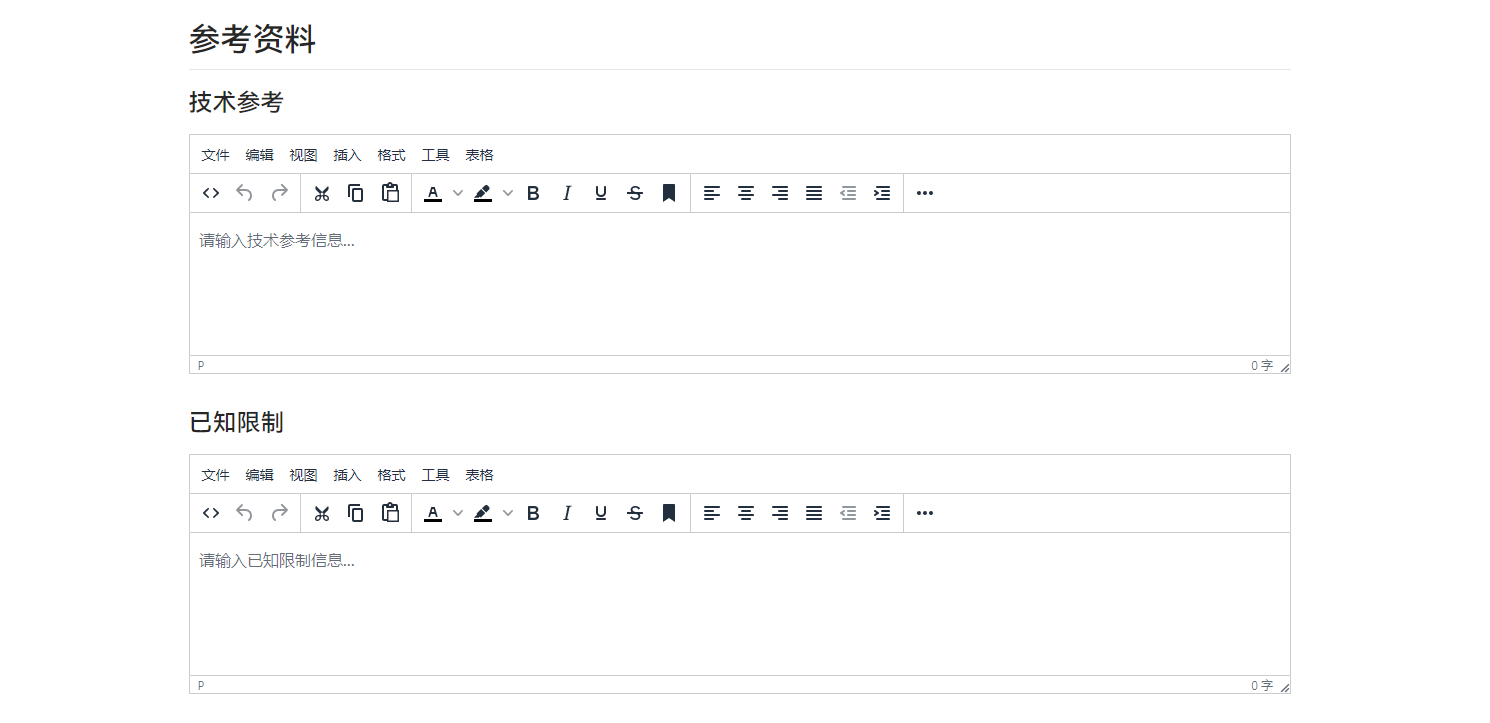 参考资料
技术参考
文件 编辑 视图 插入 格式 工具 表格
A B I U S
请输入技术参考信息...
P 0 字
已知限制
文件 编辑 视图 插入 格式 工具 表格
A B I U S
请输入已知限制信息...
P 0 字